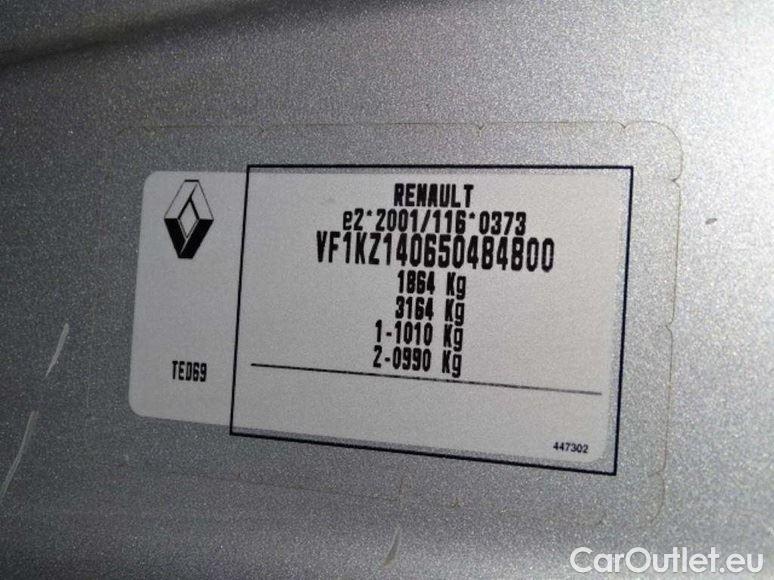 RENAULT
e2*2001/116*0373
VF1KZ140650484800
1864 Kg
3164 Kg
1-1010 Kg
2-0990 Kg
TED69
447302
CarOutlet.eu